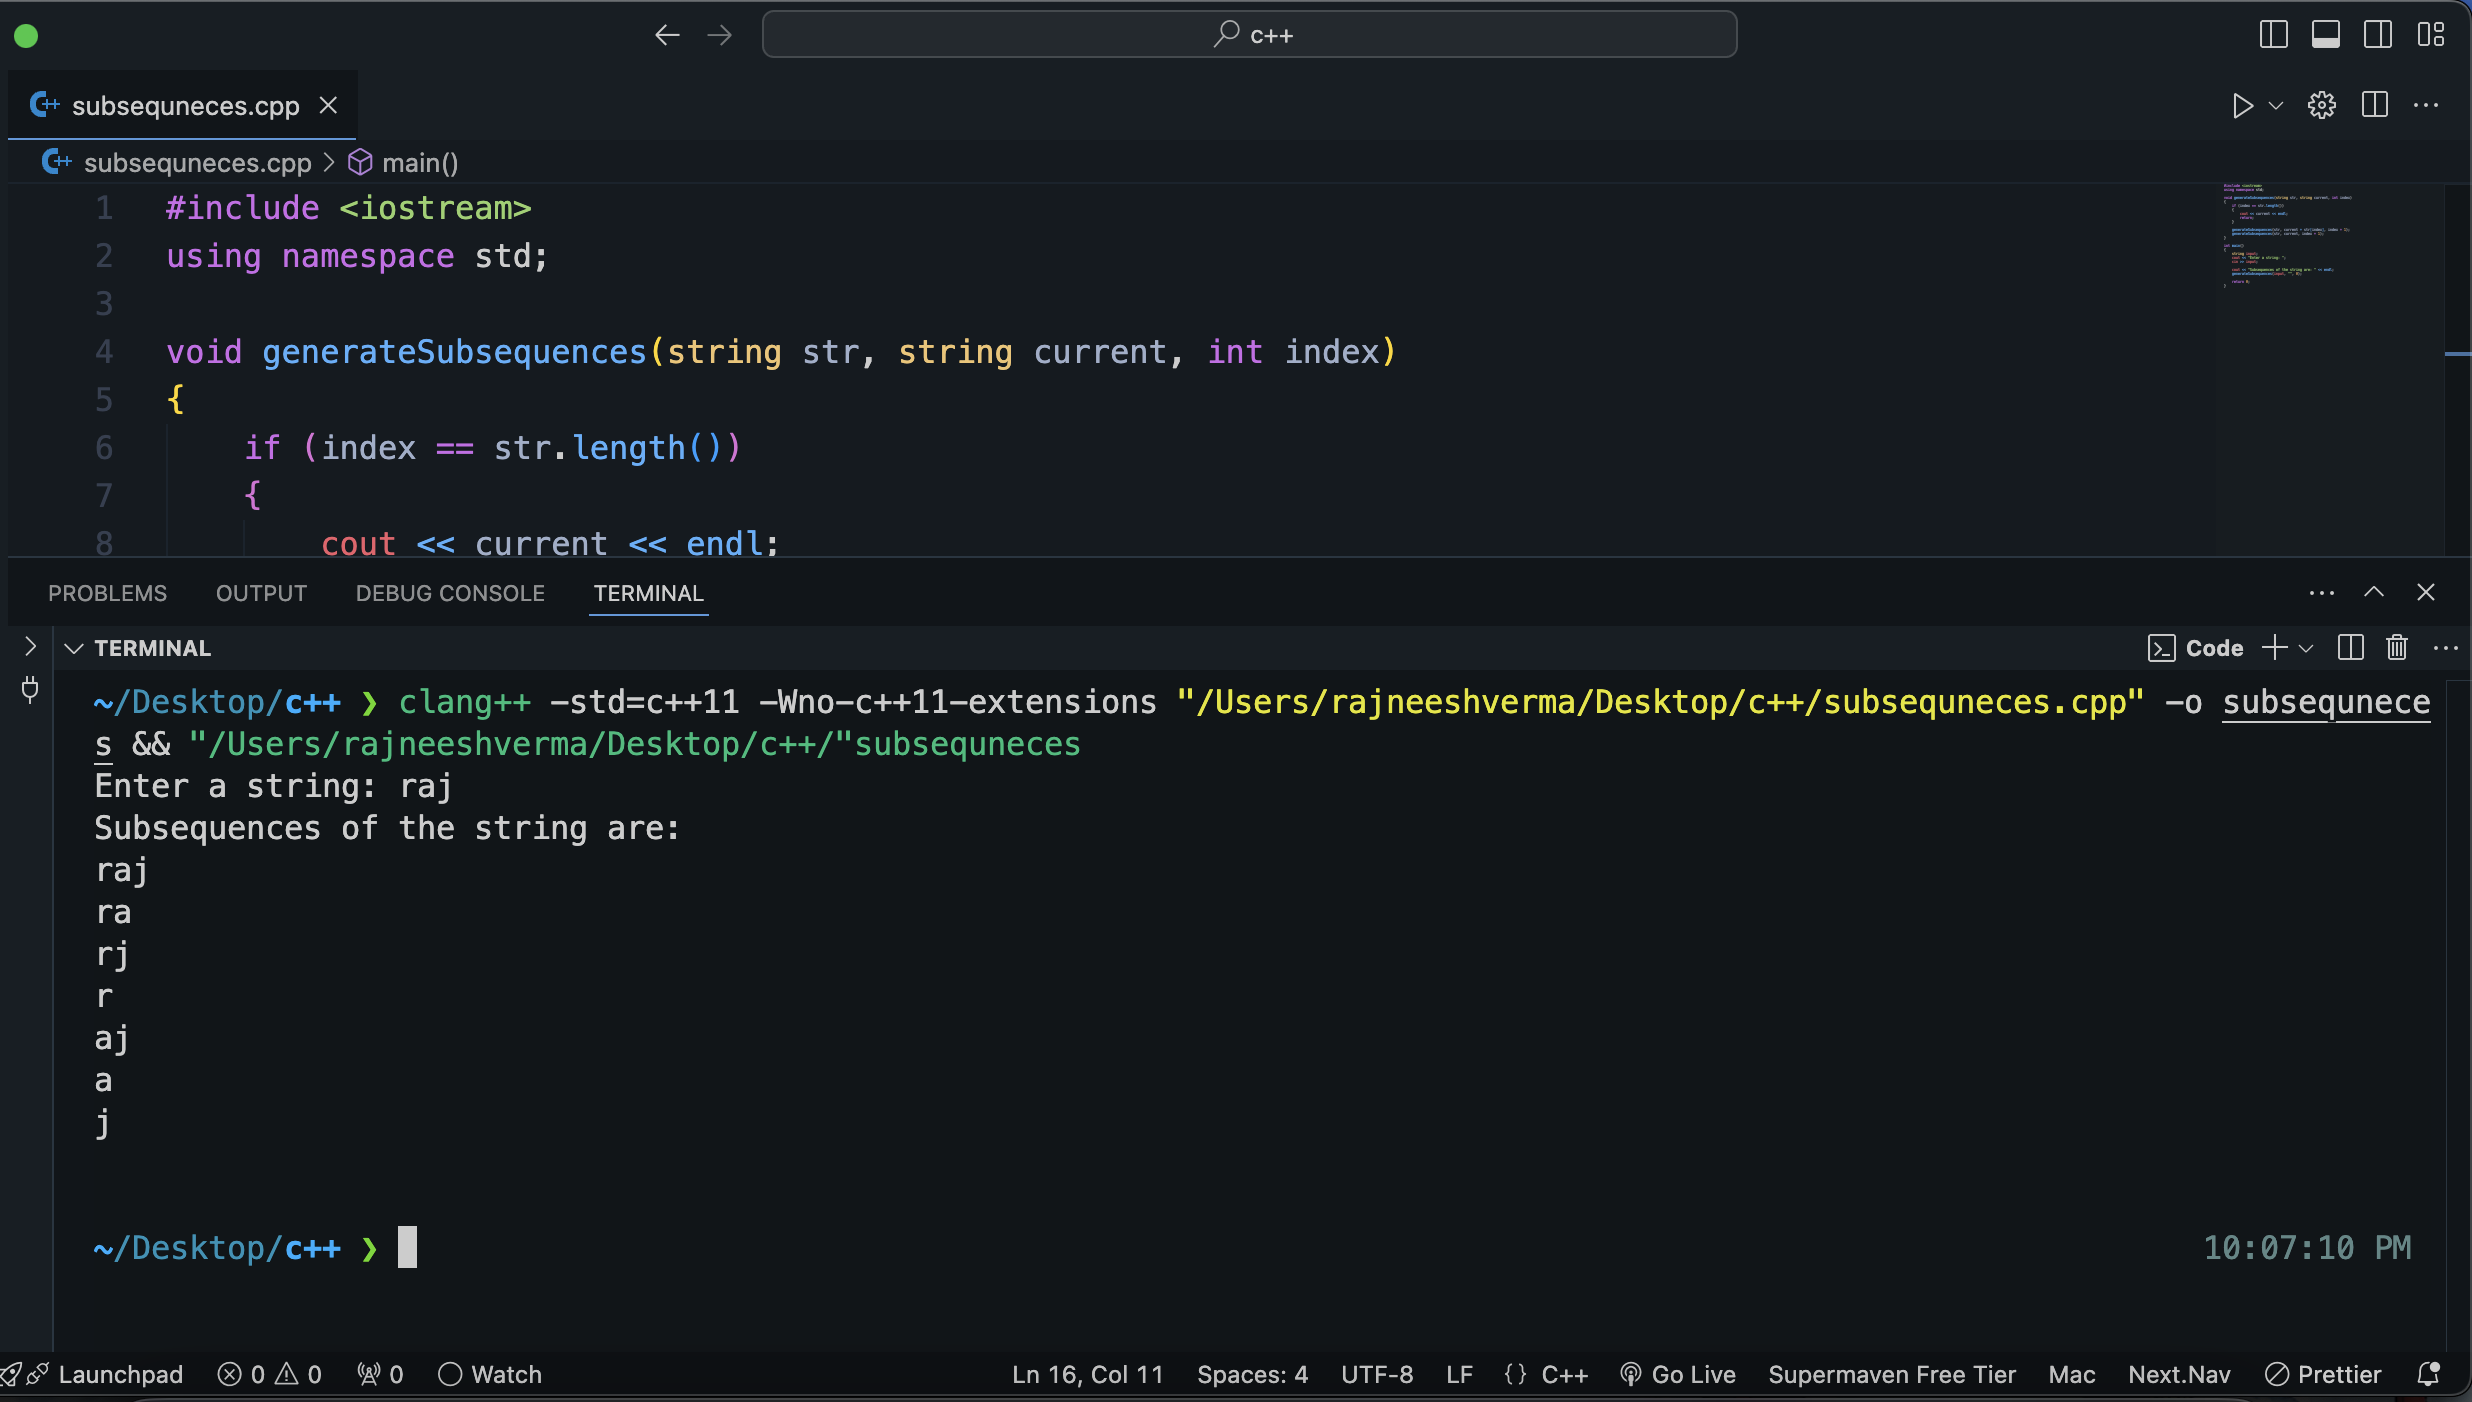 c++
subsequneces.cpp
subsequneces.cpp > main()
1 #include <iostream>
2 using namespace std;
3
4 void generateSubsequences(string str, string current, int index)
5 {
6 if (index == str.length())
7 {
8 cout << current << endl;
PROBLEMS OUTPUT DEBUG CONSOLE TERMINAL
TERMINAL Code
~/Desktop/c++ ❯ clang++ -std=c++11 -Wno-c++11-extensions "/Users/rajneeshverma/Desktop/c++/subsequneces.cpp" -o subsequnece
s && "/Users/rajneeshverma/Desktop/c++/"subsequneces
Enter a string: raj
Subsequences of the string are:
raj
ra
rj
r
aj
a
j
~/Desktop/c++ ❯ 10:07:10 PM
Launchpad 0 0 0 Watch Ln 16, Col 11 Spaces: 4 UTF-8 LF {} C++ Go Live Supermaven Free Tier Mac Next.Nav Prettier